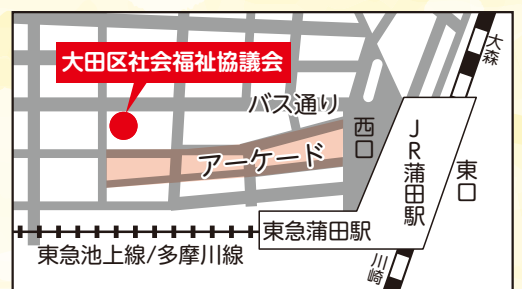 大森
大田区社会福祉協議会
バス通り
西口
JR蒲田駅
東口
アーケード
東急蒲田駅
東急池上線/多摩川線
川崎